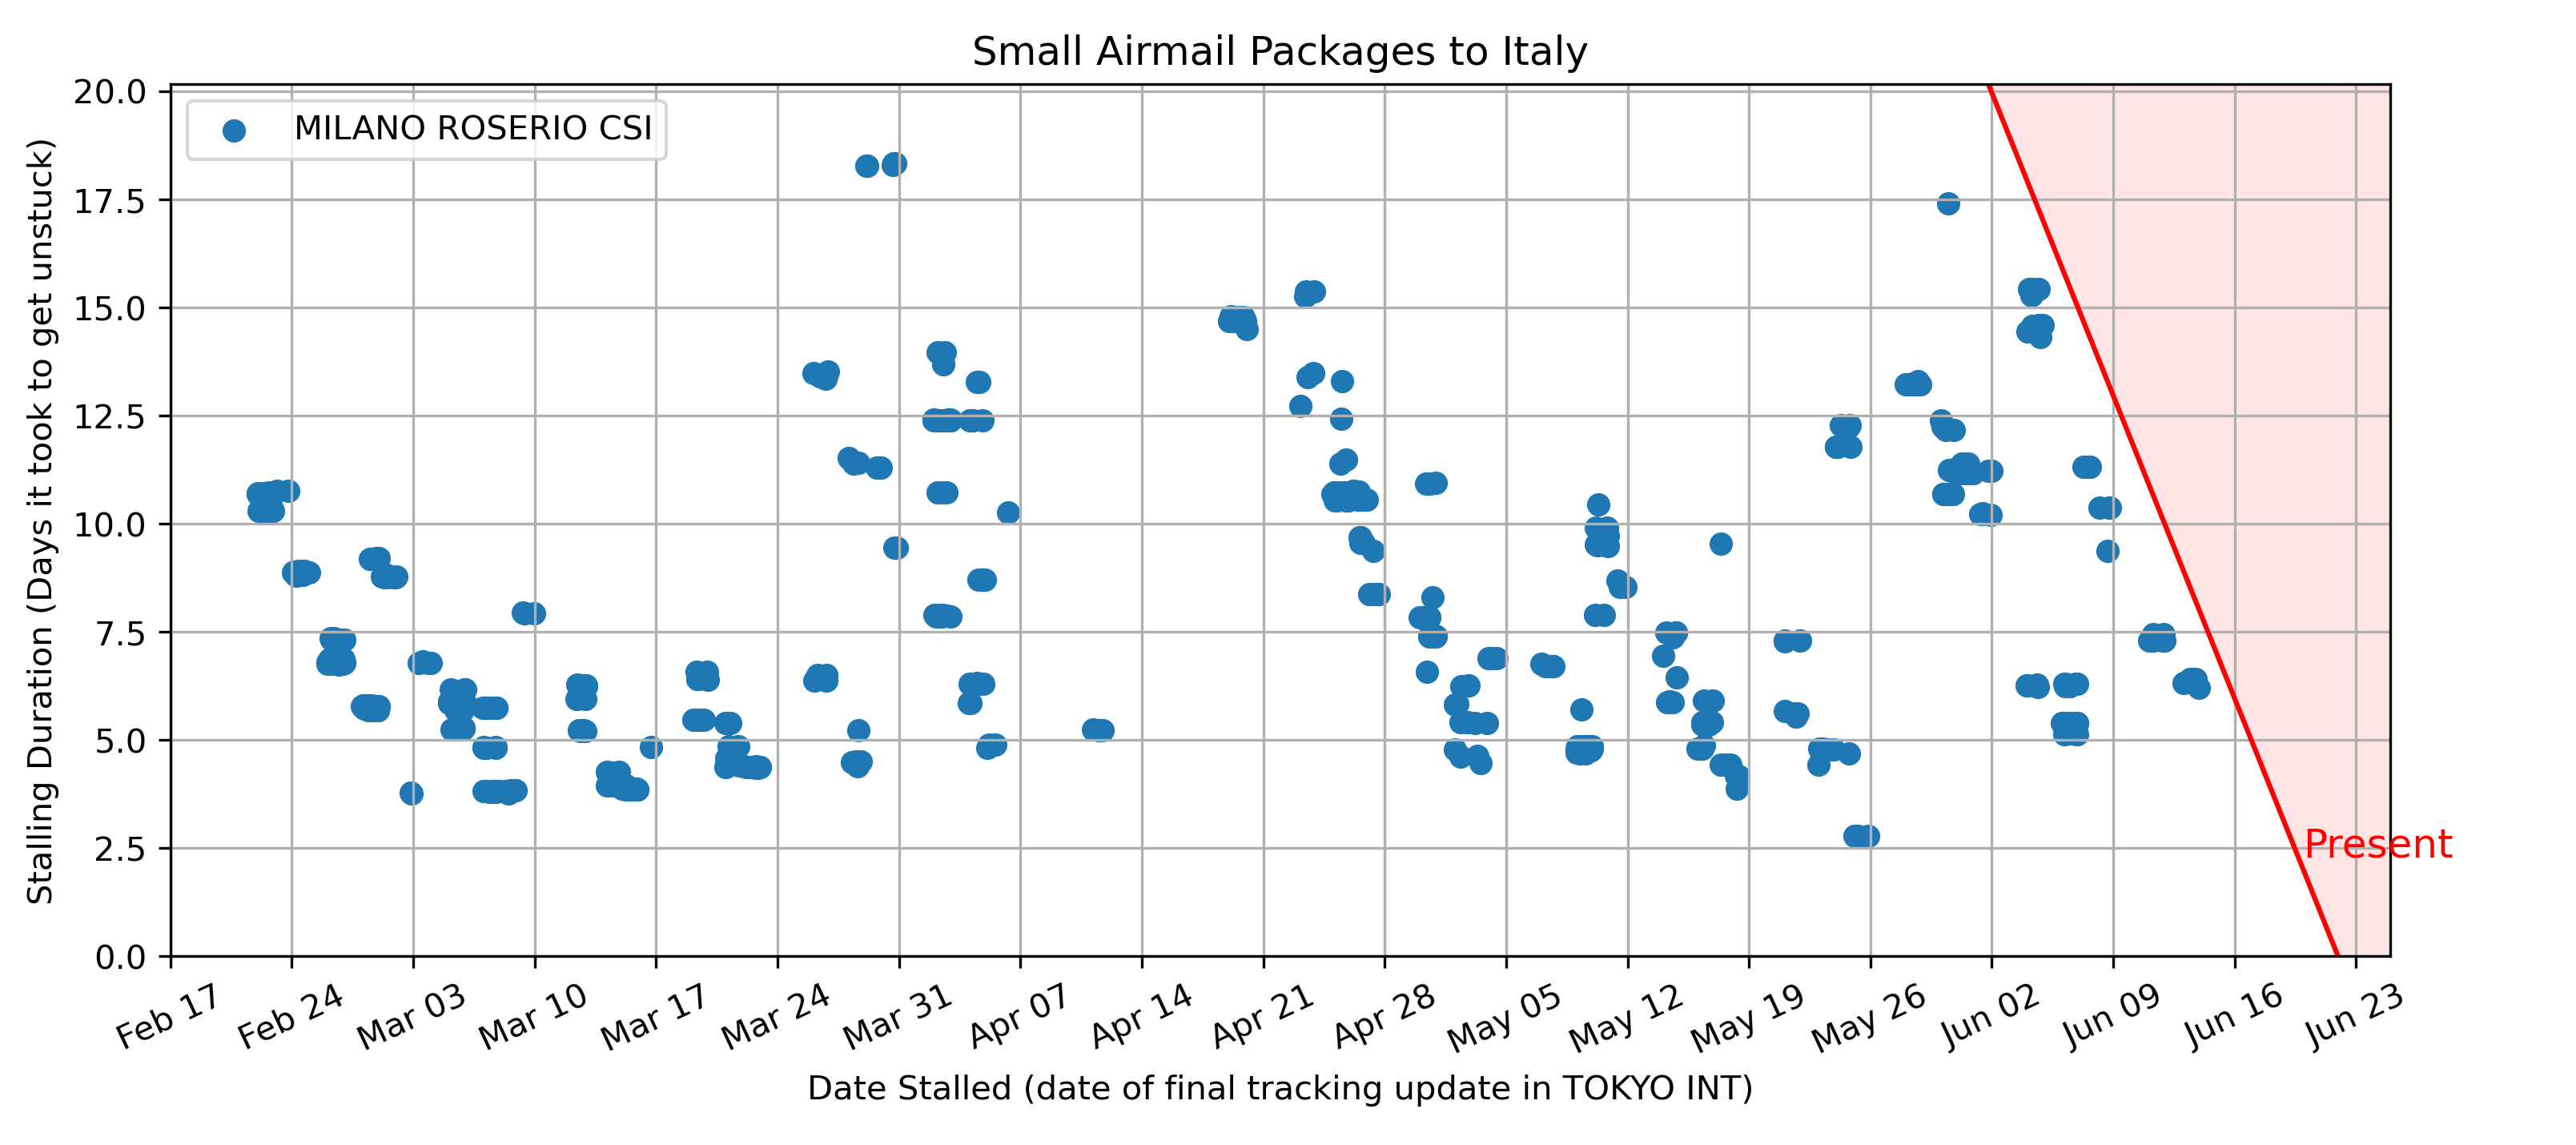 Small Airmail Packages to Italy
MILANO ROSERIO CSI
Stalling Duration (Days it took to get unstuck)
20.0
17.5
15.0
12.5
10.0
7.5
5.0
2.5
0.0
Present
Feb 17
Feb 24
Mar 03
Mar 10
Mar 17
Mar 24
Mar 31
Apr 07
Apr 14
Apr 21
Apr 28
May 05
May 12
May 19
May 26
Jun 02
Jun 09
Jun 16
Jun 23
Date Stalled (date of final tracking update in TOKYO INT)